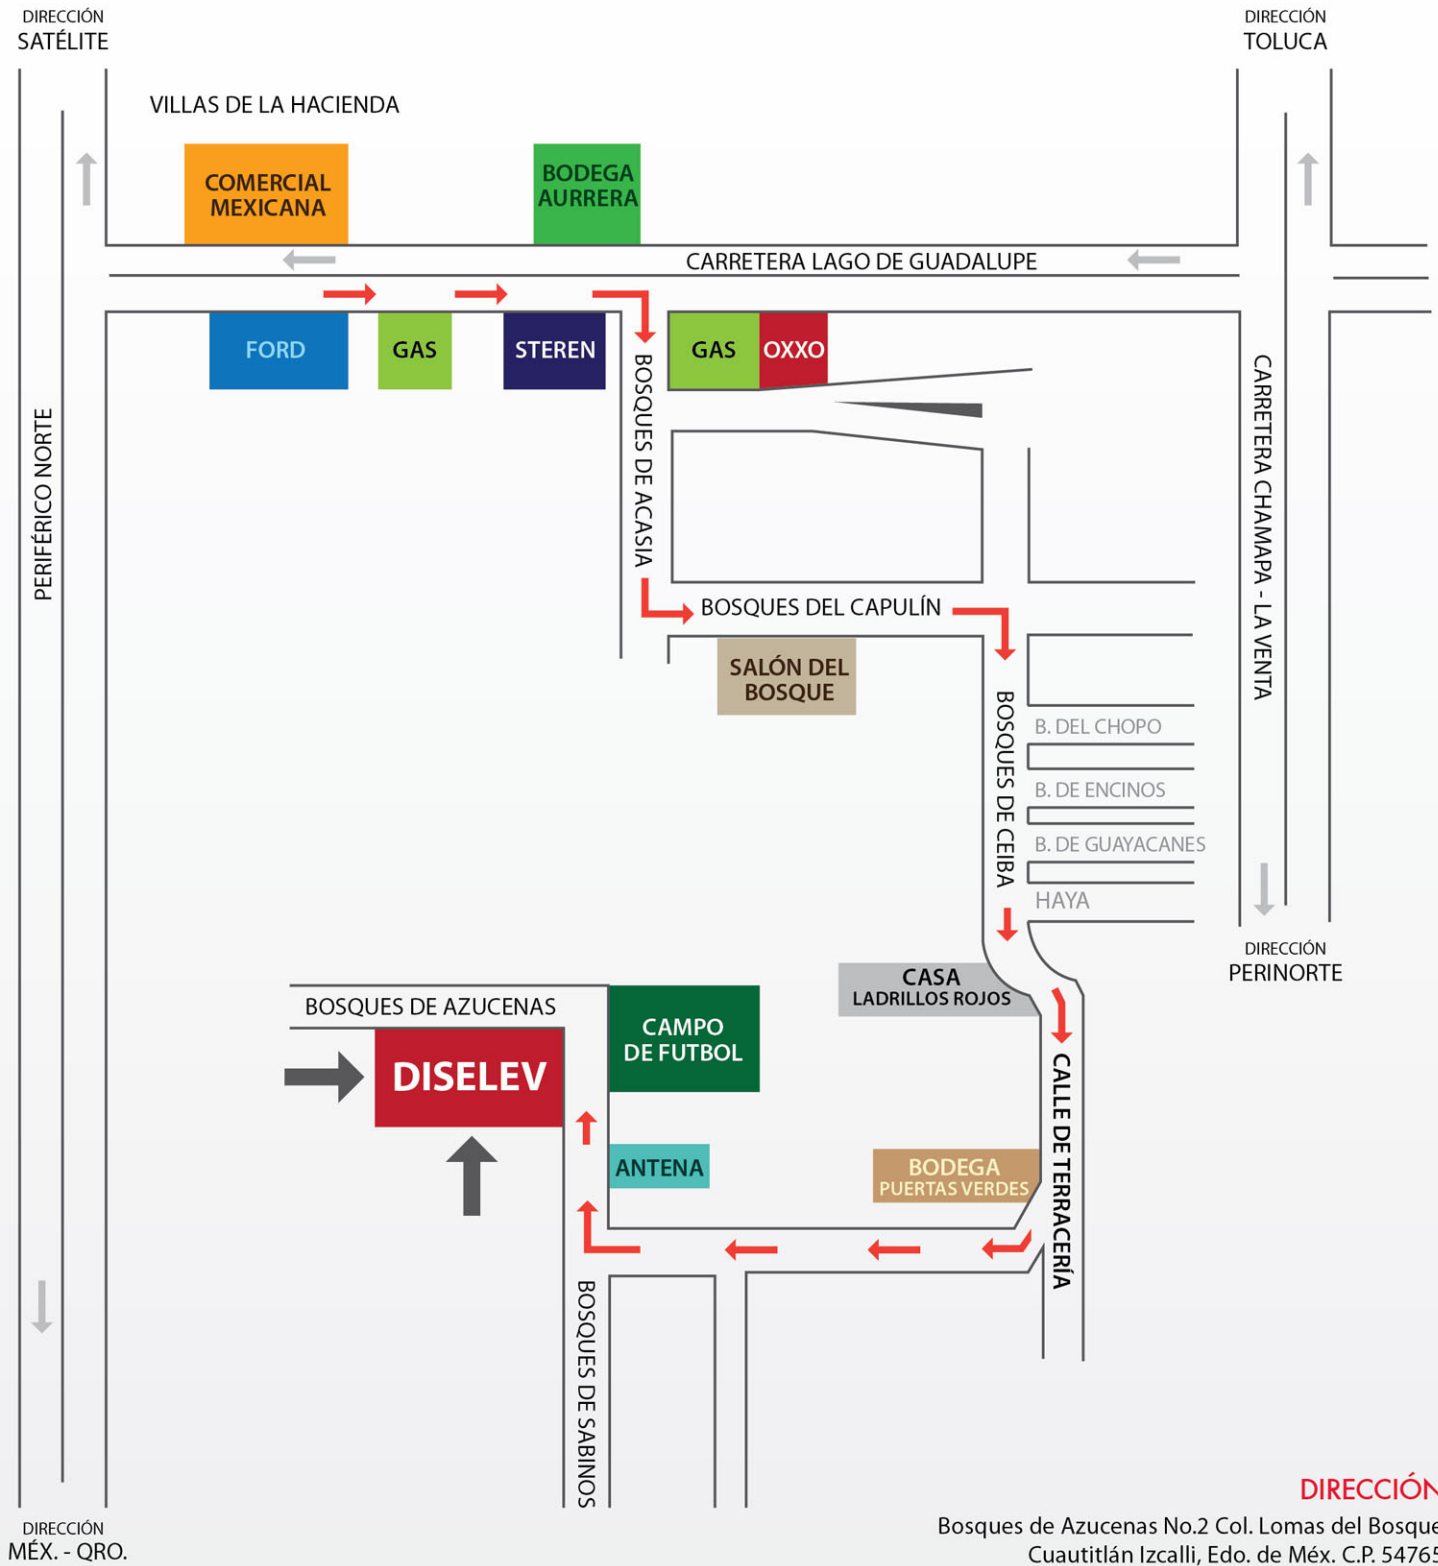 DIRECCIÓN
SATÉLITE
DIRECCIÓN
TOLUCA
VILLAS DE LA HACIENDA
COMERCIAL
MEXICANA
BODEGA
AURRERA
CARRETERA LAGO DE GUADALUPE
FORD
GAS
STEREN
GAS
OXXO
BOSQUES DE ACASIA
PERIFÉRICO NORTE
CARRETERA CHAMAPA - LA VENTA
BOSQUES DEL CAPULÍN
SALÓN DEL
BOSQUE
BOSQUES DE CEIBA
B. DEL CHOPO
B. DE ENCINOS
B. DE GUAYACANES
HAYA
DIRECCIÓN
PERINORTE
CASA
LADRILLOS ROJOS
BOSQUES DE AZUCENAS
CAMPO
DE FUTBOL
DISELEV
CALLE DE TERRACERÍA
ANTENA
BODEGA
PUERTAS VERDES
BOSQUES DE SABINOS
DIRECCIÓN
MÉX. - QRO.
DIRECCIÓN
Bosques de Azucenas No.2 Col. Lomas del Bosque
Cuautitlán Izcalli, Edo. de Méx. C.P. 54765